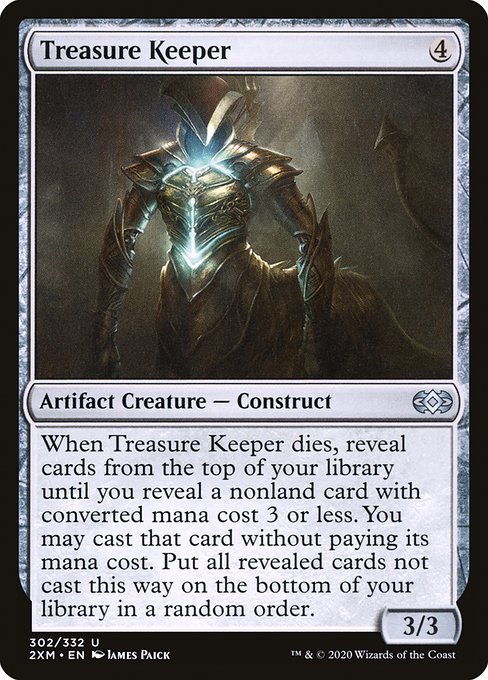 Treasure Keeper 4
Artifact Creature — Construct
When Treasure Keeper dies, reveal
cards from the top of your library
until you reveal a nonland card with
converted mana cost 3 or less. You
may cast that card without paying its
mana cost. Put all revealed cards not
cast this way on the bottom of your
library in a random order.
3/3
302/332 U
2XM • EN James Paick
™ & © 2020 Wizards of the Coast